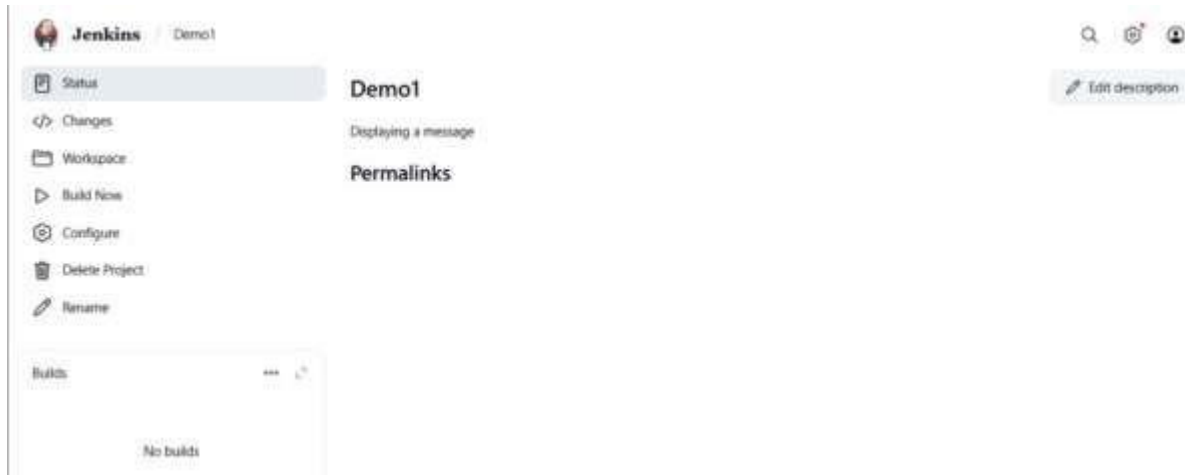 Jenkins / Demo1
Status
Changes
Workspace
Build Now
Configure
Delete Project
Rename
Builds
No builds
Demo1
Edit description
Displaying a message
Permalinks